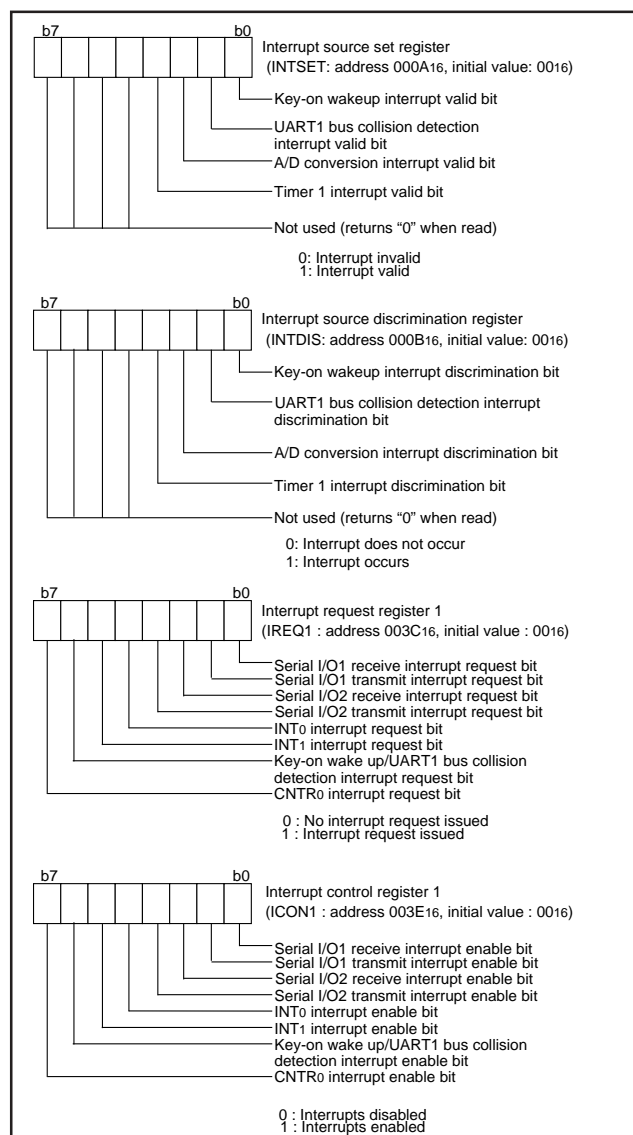 b7 b0
Interrupt source set register
(INTSET: address 000A16, initial value: 0016)
Key-on wakeup interrupt valid bit
UART1 bus collision detection
interrupt valid bit
A/D conversion interrupt valid bit
Timer 1 interrupt valid bit
Not used (returns “0” when read)
0: Interrupt invalid
1: Interrupt valid
b7 b0
Interrupt source discrimination register
(INTDIS: address 000B16, initial value: 0016)
Key-on wakeup interrupt discrimination bit
UART1 bus collision detection interrupt
discrimination bit
A/D conversion interrupt discrimination bit
Timer 1 interrupt discrimination bit
Not used (returns “0” when read)
0: Interrupt does not occur
1: Interrupt occurs
b7 b0
Interrupt request register 1
(IREQ1 : address 003C16, initial value : 0016)
Serial I/O1 receive interrupt request bit
Serial I/O1 transmit interrupt request bit
Serial I/O2 receive interrupt request bit
Serial I/O2 transmit interrupt request bit
INT0 interrupt request bit
INT1 interrupt request bit
Key-on wake up/UART1 bus collision
detection interrupt request bit
CNTR0 interrupt request bit
0 : No interrupt request issued
1 : Interrupt request issued
b7 b0
Interrupt control register 1
(ICON1 : address 003E16, initial value : 0016)
Serial I/O1 receive interrupt enable bit
Serial I/O1 transmit interrupt enable bit
Serial I/O2 receive interrupt enable bit
Serial I/O2 transmit interrupt enable bit
INT0 interrupt enable bit
INT1 interrupt enable bit
Key-on wake up/UART1 bus collision
detection interrupt enable bit
CNTR0 interrupt enable bit
0 : Interrupts disabled
1 : Interrupts enabled